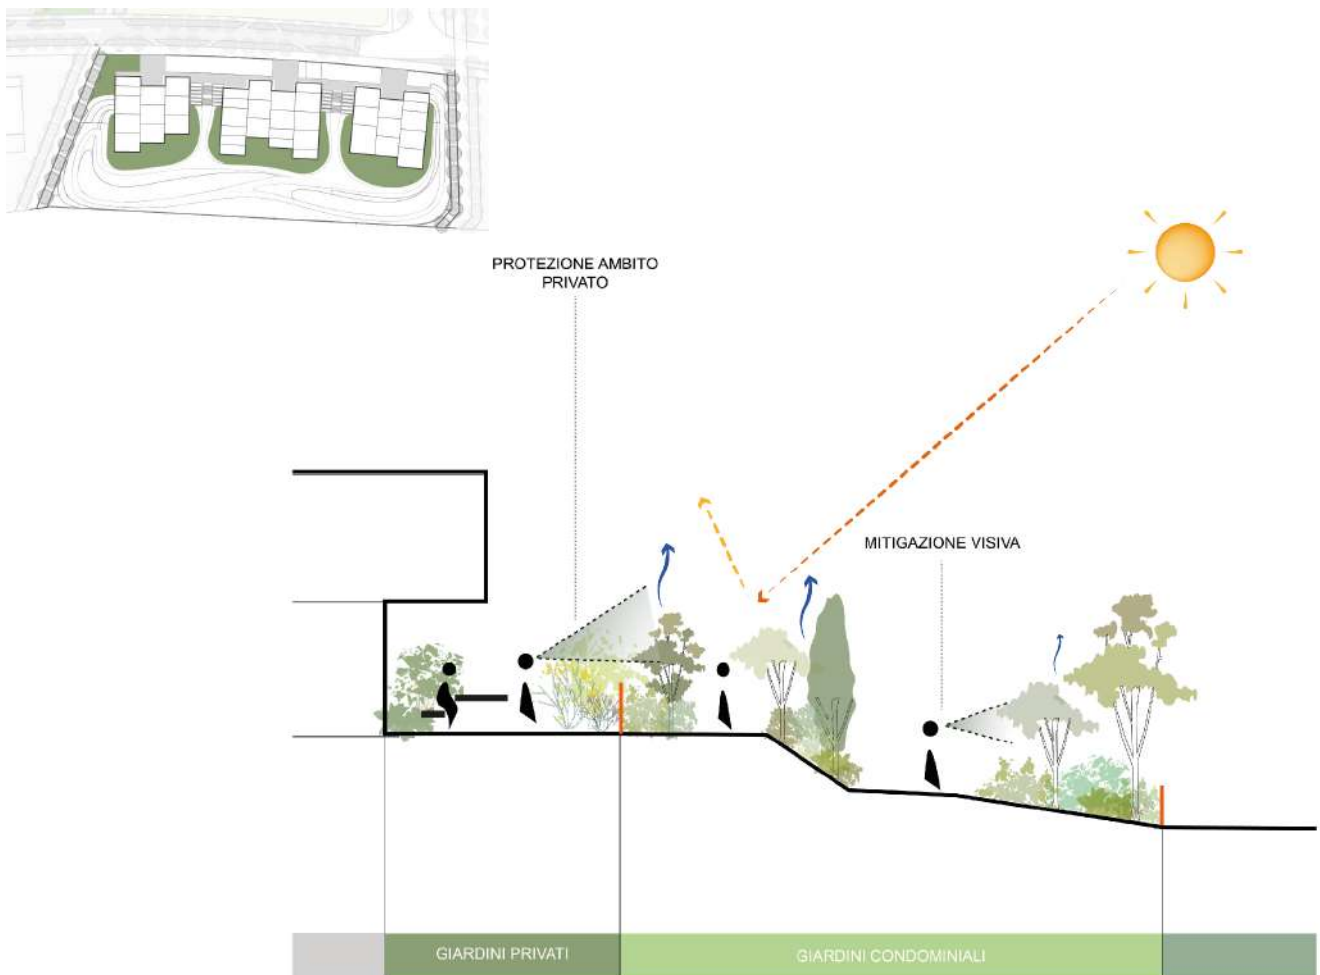 PROTEZIONE AMBITO
PRIVATO
MITIGAZIONE VISIVA
GIARDINI PRIVATI
GIARDINI CONDOMINIALI